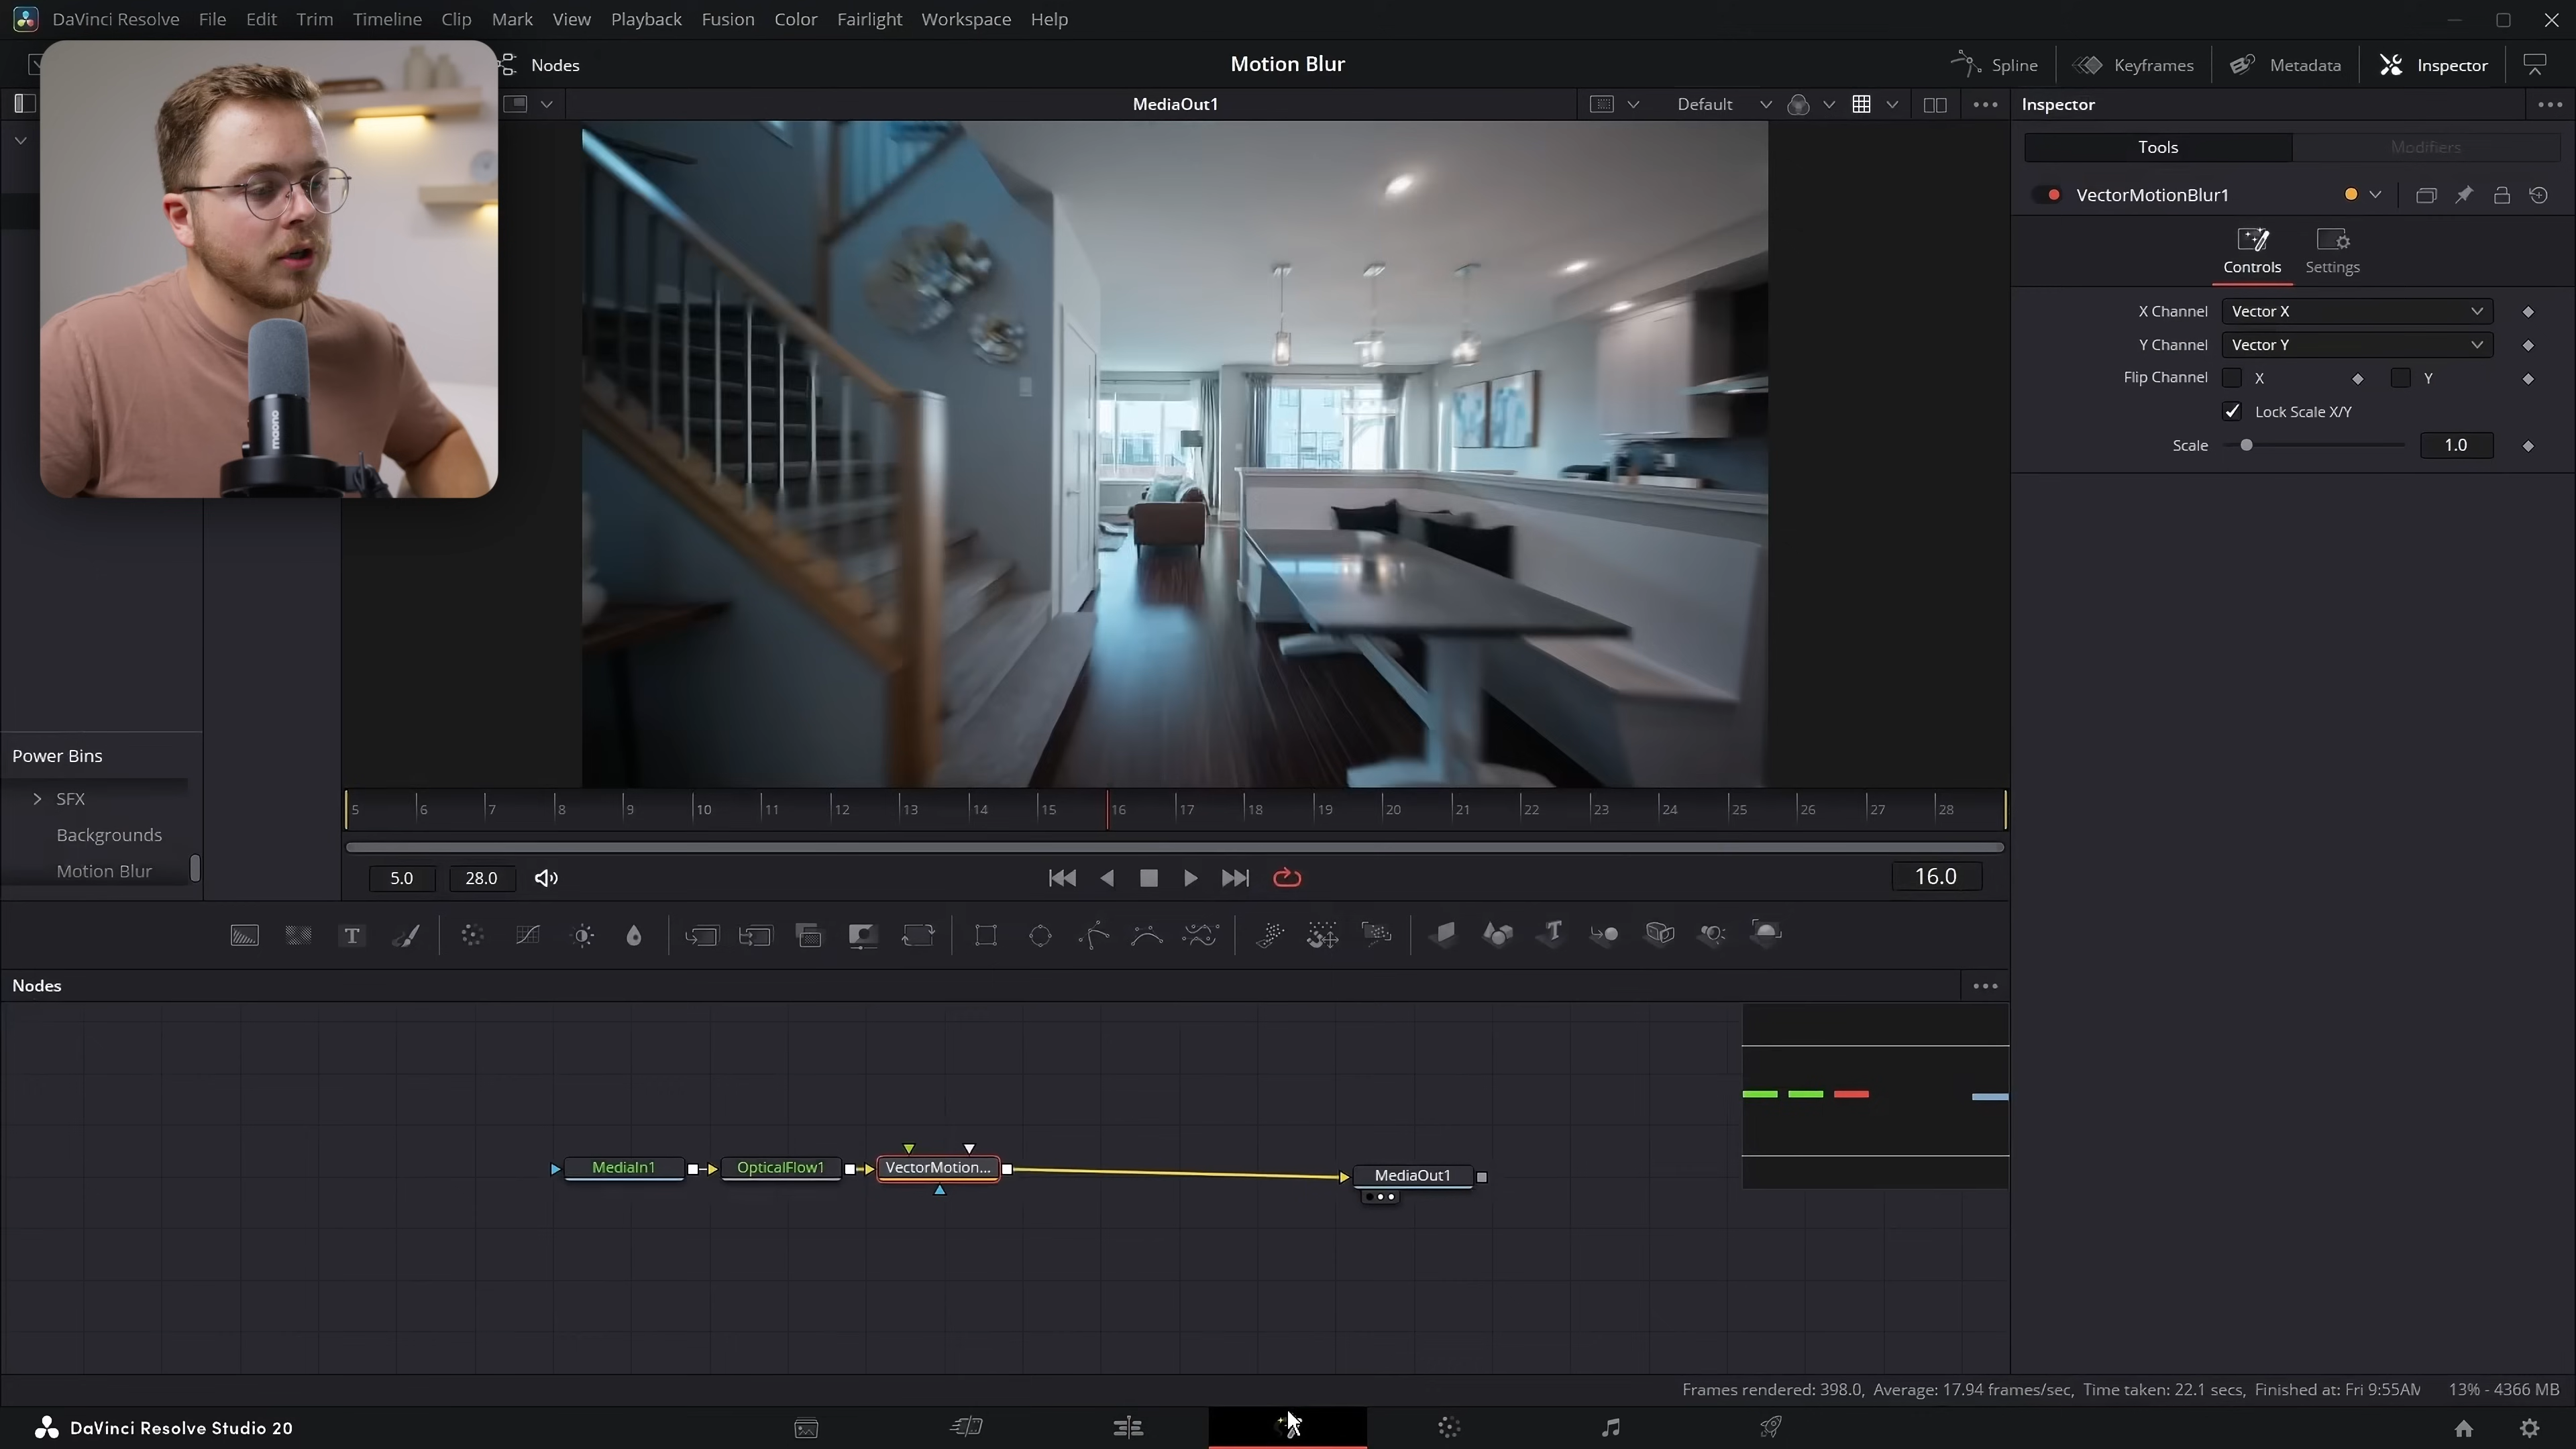 DaVinci Resolve File Edit Trim Timeline Clip Mark View Playback Fusion Color Fairlight Workspace Help
Nodes
Motion Blur
Spline Keyframes Metadata Inspector
MediaOut1
Default
Inspector
Tools
Modifiers
VectorMotionBlur1
Controls Settings
X Channel Vector X
Y Channel Vector Y
Flip Channel X Y
Lock Scale X/Y
Scale 1.0
maono
Power Bins
SFX
Backgrounds
Motion Blur
5 6 7 8 9 10 11 12 13 14 15 16 17 18 19 20 21 22 23 24 25 26 27 28
5.0 28.0 16.0
T
Nodes
MediaIn1 OpticalFlow1 VectorMotion... MediaOut1
Frames rendered: 398.0, Average: 17.94 frames/sec, Time taken: 22.1 secs, Finished at: Fri 9:55AM 13% - 4366 MB
DaVinci Resolve Studio 20